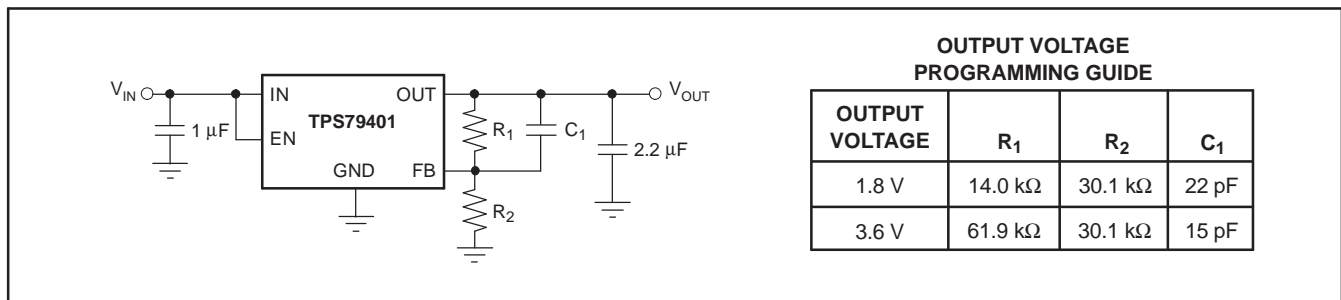 V_IN
IN
OUT
V_OUT
TPS79401
1 μF
EN
R_1
C_1
2.2 μF
GND
FB
R_2
OUTPUT VOLTAGE
PROGRAMMING GUIDE
OUTPUT
VOLTAGE
R_1
R_2
C_1
1.8 V
14.0 kΩ
30.1 kΩ
22 pF
3.6 V
61.9 kΩ
30.1 kΩ
15 pF